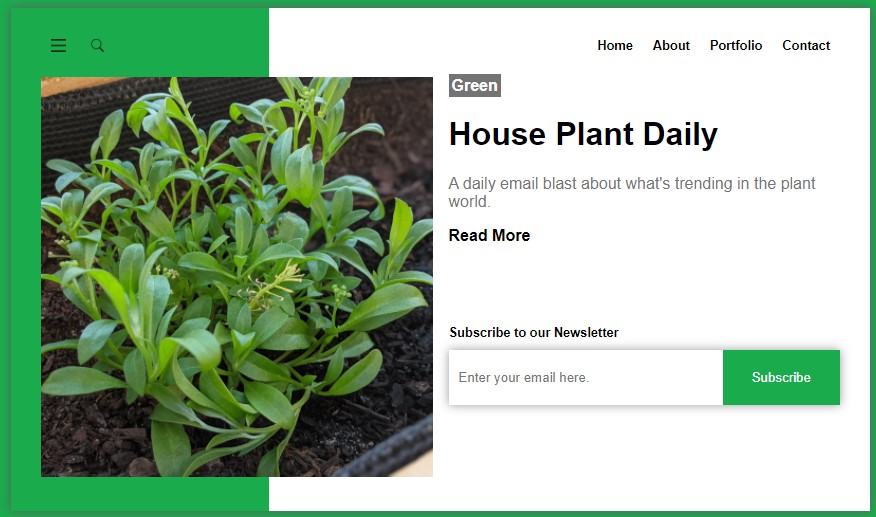 Home About Portfolio Contact
Green
House Plant Daily
A daily email blast about what's trending in the plant
world.
Read More
Subscribe to our Newsletter
Enter your email here.
Subscribe